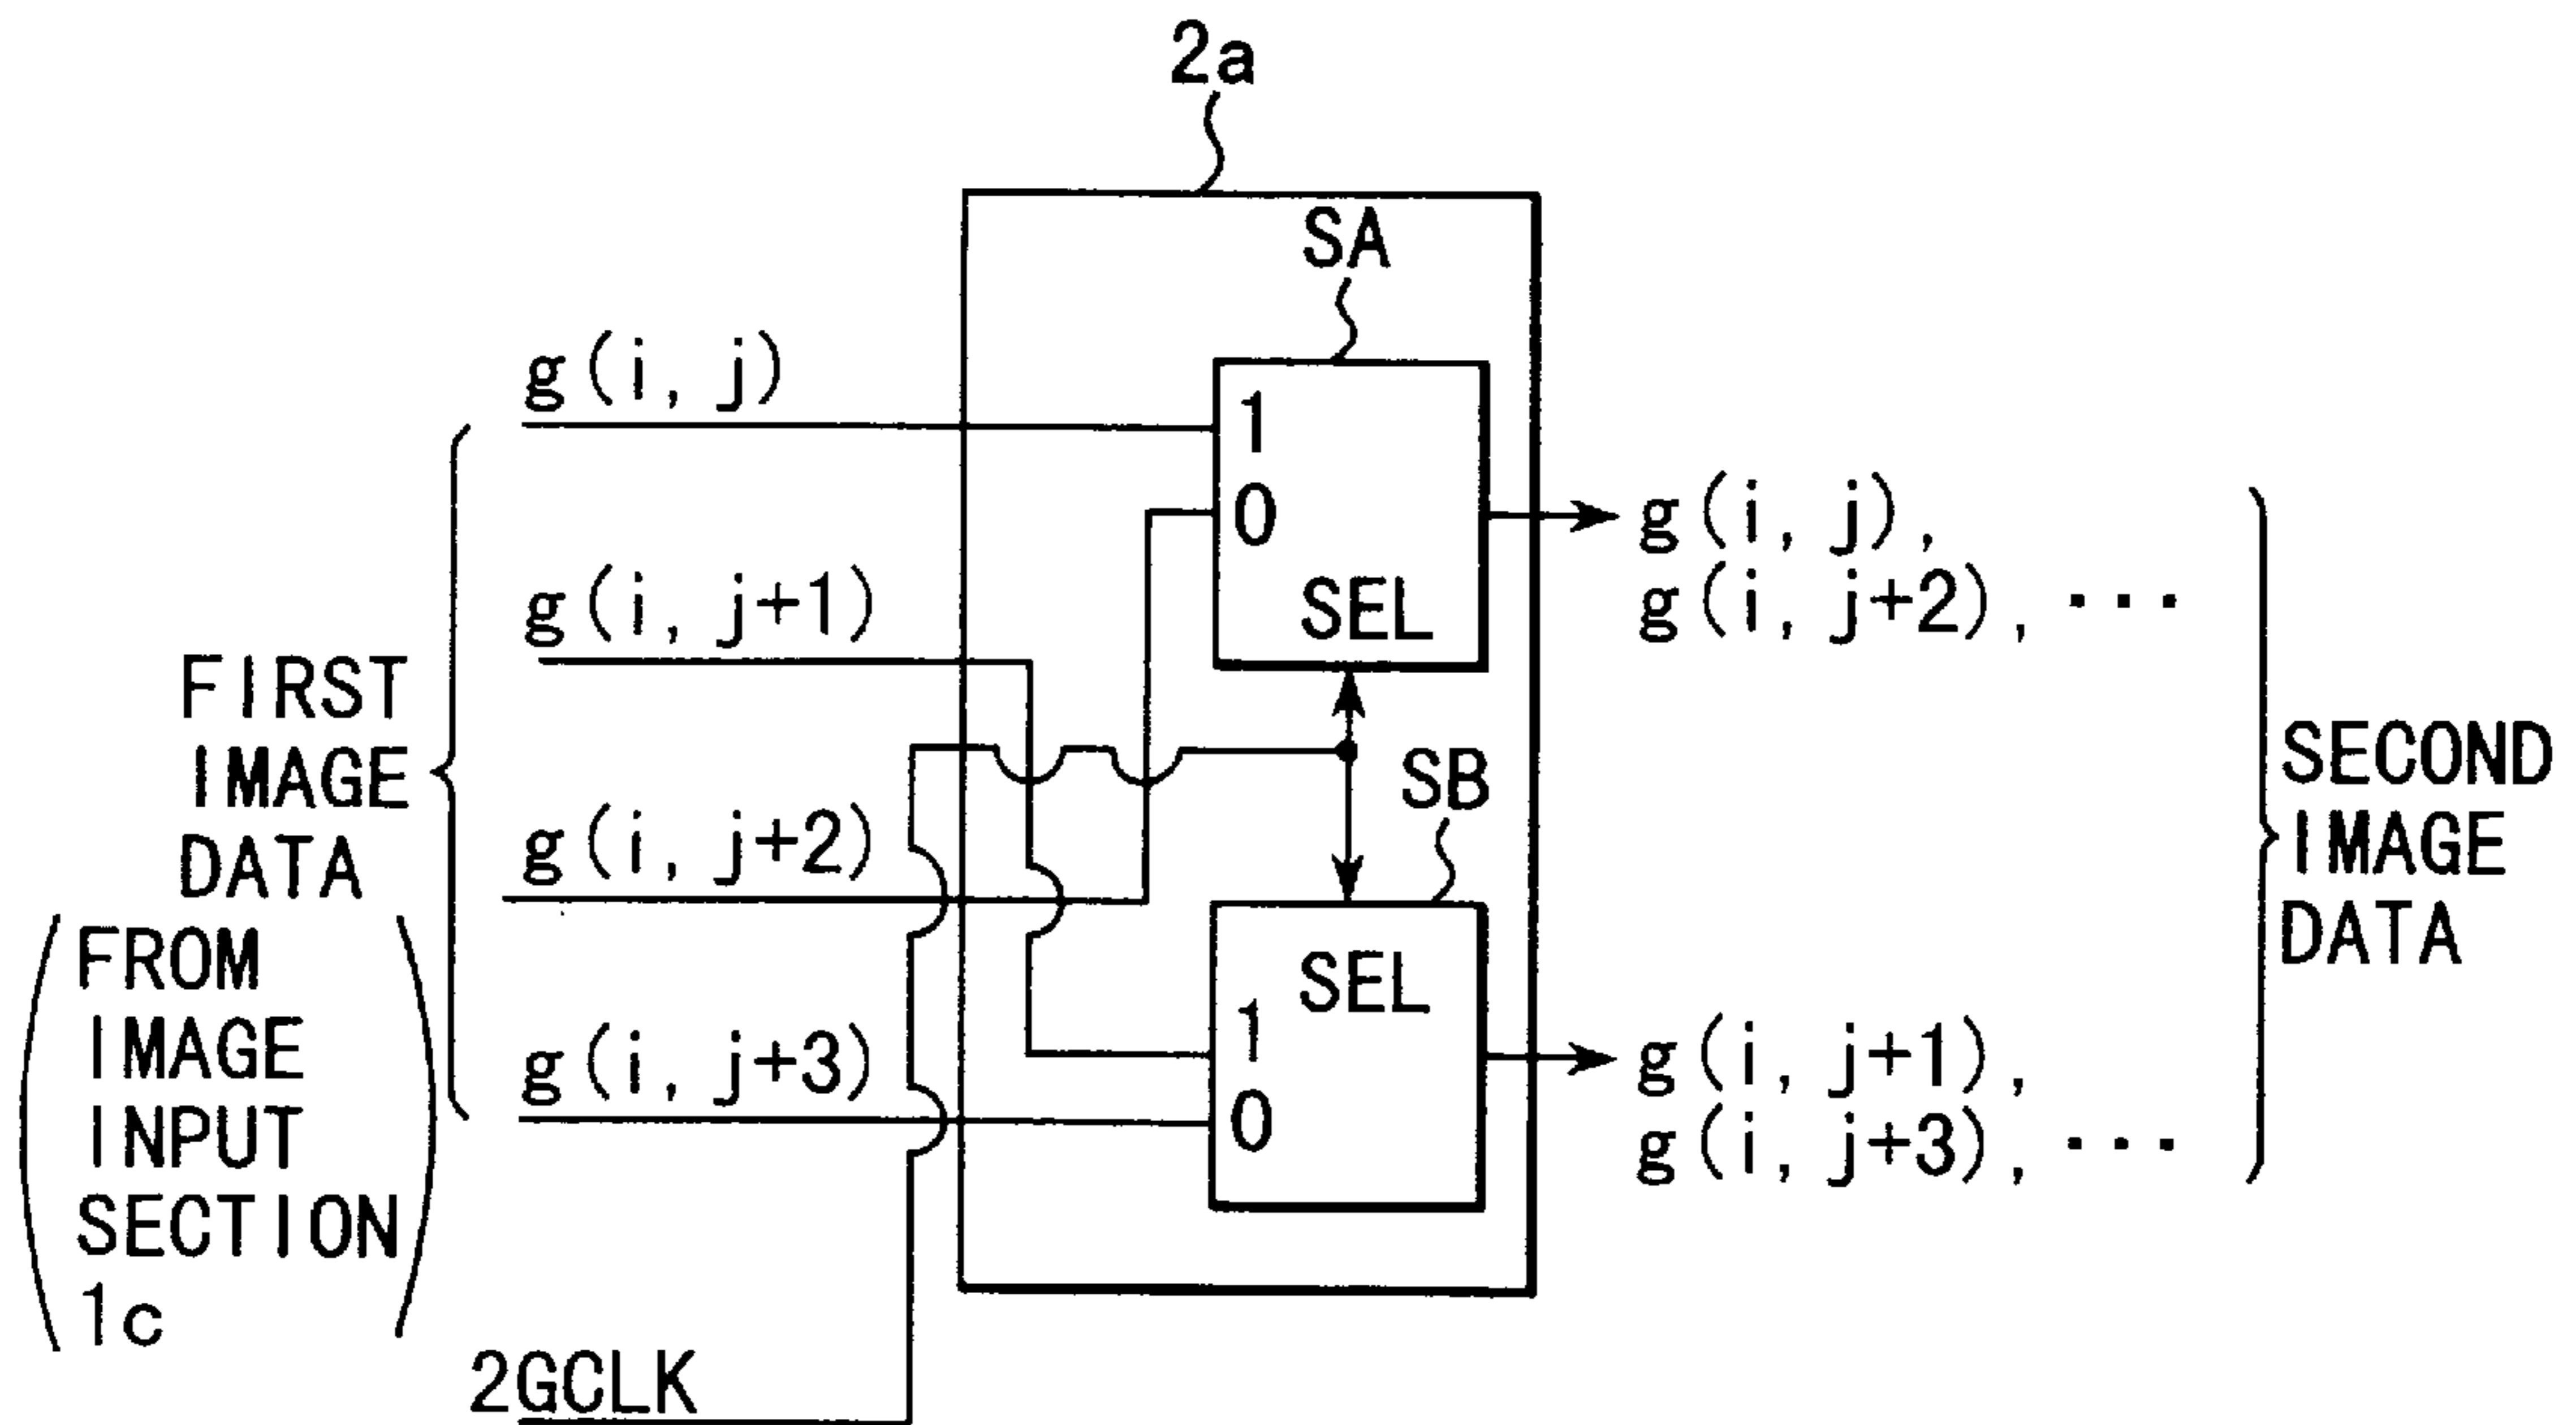 2a
SA
g(i, j)
1
0
SEL
g(i, j),
g(i, j+2), ...
g(i, j+1)
FIRST
IMAGE
DATA
(FROM
IMAGE
INPUT
SECTION
1c)
g(i, j+2)
SB
SEL
1
0
g(i, j+3)
g(i, j+1),
g(i, j+3), ...
SECOND
IMAGE
DATA
2GCLK